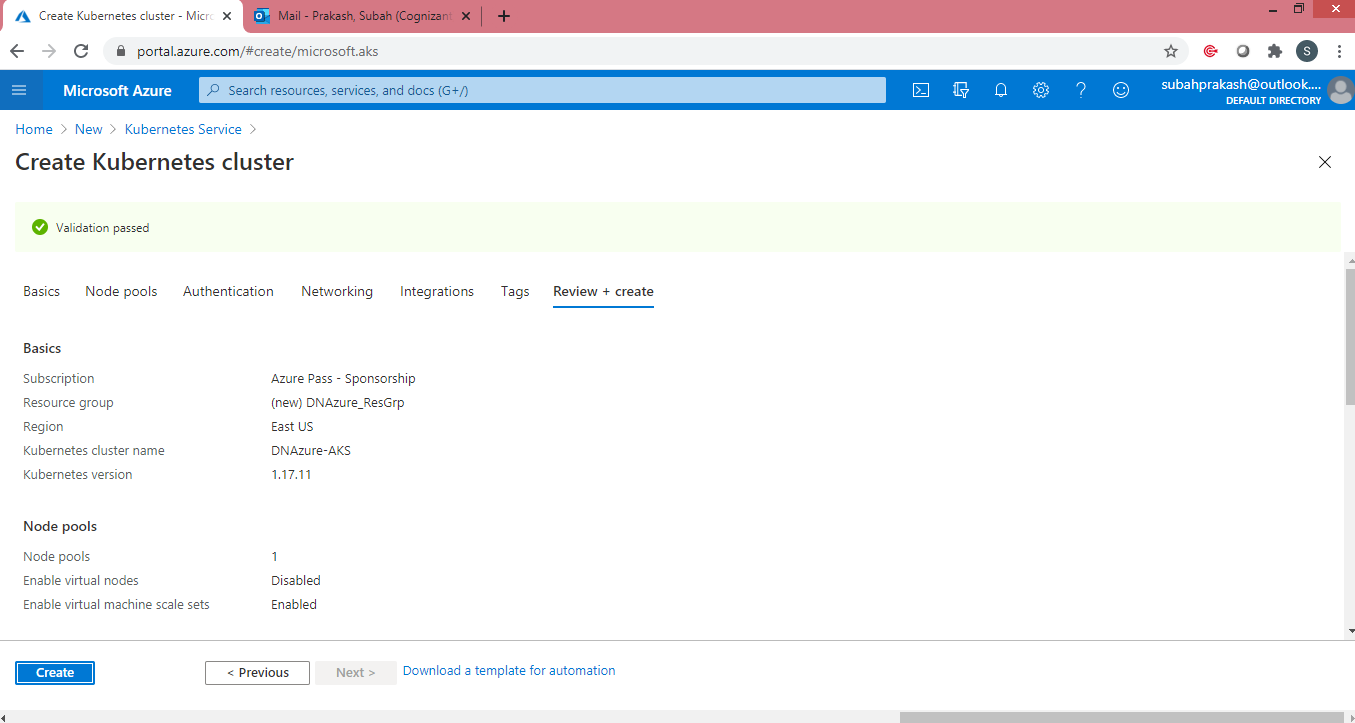 Create Kubernetes cluster - Micro
Mail - Prakash, Subah (Cognizant
portal.azure.com/#create/microsoft.aks
S
Microsoft Azure
Search resources, services, and docs (G+/)
subahprakash@outlook....
DEFAULT DIRECTORY
Home > New > Kubernetes Service >
Create Kubernetes cluster
Validation passed
Basics Node pools Authentication Networking Integrations Tags Review + create
Basics
Subscription Azure Pass - Sponsorship
Resource group (new) DNAzure_ResGrp
Region East US
Kubernetes cluster name DNAzure-AKS
Kubernetes version 1.17.11
Node pools
Node pools 1
Enable virtual nodes Disabled
Enable virtual machine scale sets Enabled
Create < Previous Next > Download a template for automation